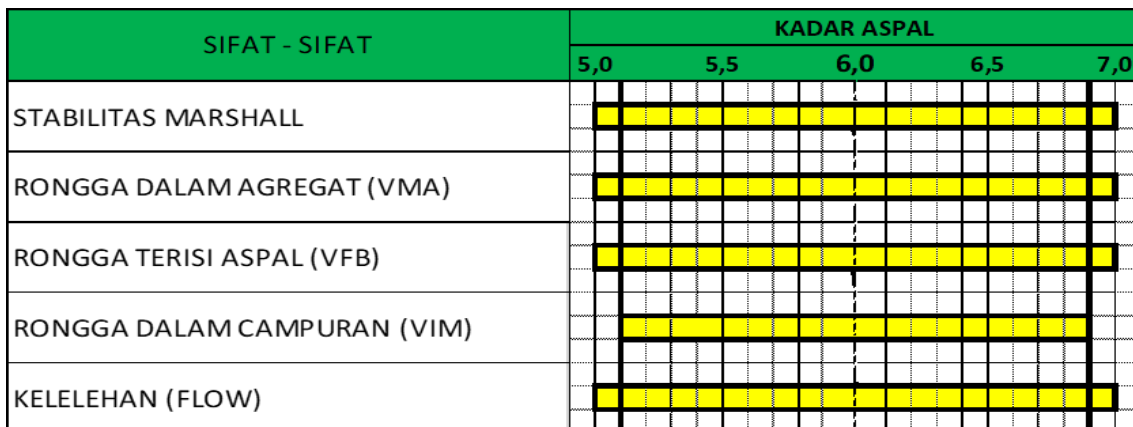 SIFAT - SIFAT
KADAR ASPAL
5,0 5,5 6,0 6,5 7,0
STABILITAS MARSHALL
RONGGA DALAM AGREGAT (VMA)
RONGGA TERISI ASPAL (VFB)
RONGGA DALAM CAMPURAN (VIM)
KELELEHAN (FLOW)